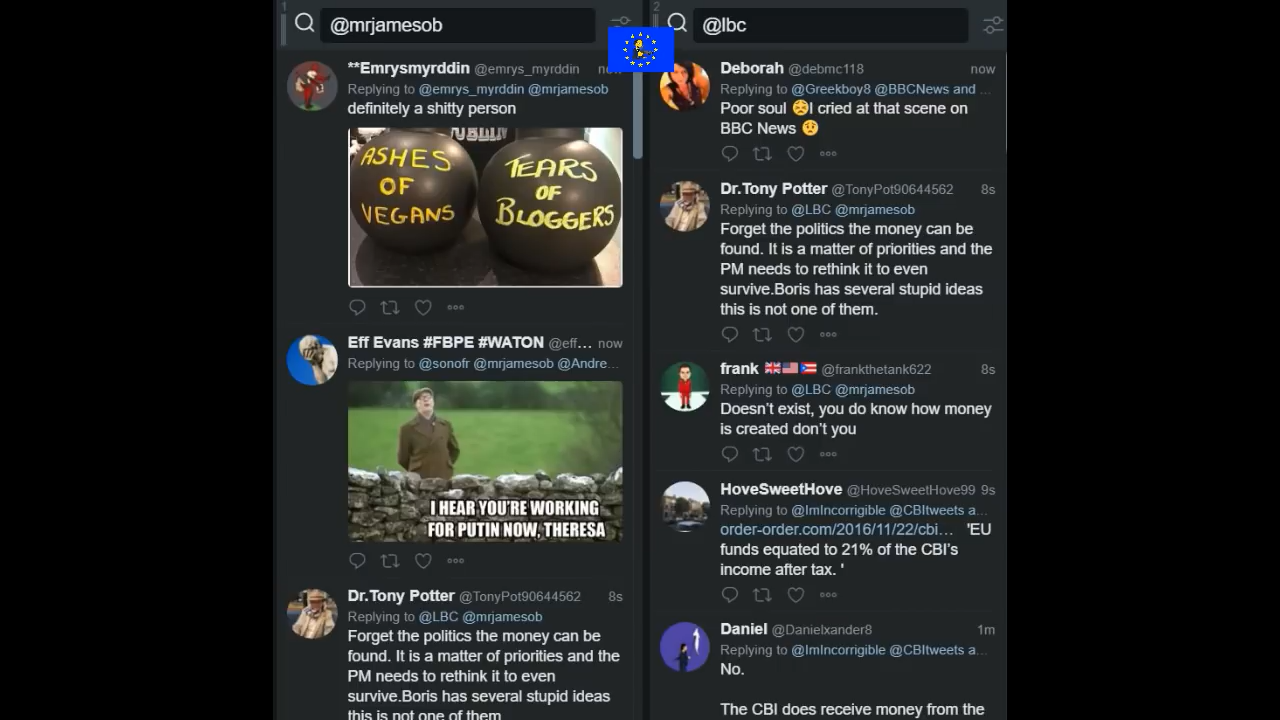 1
@mrjamesob
**Emrysmyrddin @emrys_myrddin
Replying to @emrys_myrddin @mrjamesob
definitely a shitty person
DUBLIN
ASHES
OF
VEGANS
TEARS
OF
BLOGGERS
Eff Evans #FBPE #WATON @eff... now
Replying to @sonofr @mrjamesob @Andre...
I HEAR YOU'RE WORKING
FOR PUTIN NOW, THERESA
Dr.Tony Potter @TonyPot90644562 8s
Replying to @LBC @mrjamesob
Forget the politics the money can be
found. It is a matter of priorities and the
PM needs to rethink it to even
survive.Boris has several stupid ideas
this is not one of them
2
@lbc
Deborah @debmc118 now
Replying to @Greekboy8 @BBCNews and ...
Poor soul 😥I cried at that scene on
BBC News 😟
Dr.Tony Potter @TonyPot90644562 8s
Replying to @LBC @mrjamesob
Forget the politics the money can be
found. It is a matter of priorities and the
PM needs to rethink it to even
survive.Boris has several stupid ideas
this is not one of them.
frank 🇬🇧🇺🇸🇵🇷 @frankthetank622 8s
Replying to @LBC @mrjamesob
Doesn't exist, you do know how money
is created don't you
HoveSweetHove @HoveSweetHove99 9s
Replying to @ImIncorrigible @CBItweets a...
order-order.com/2016/11/22/cbi... 'EU
funds equated to 21% of the CBI's
income after tax. '
Daniel @Danielxander8 1m
Replying to @ImIncorrigible @CBItweets a...
No.
The CBI does receive money from the